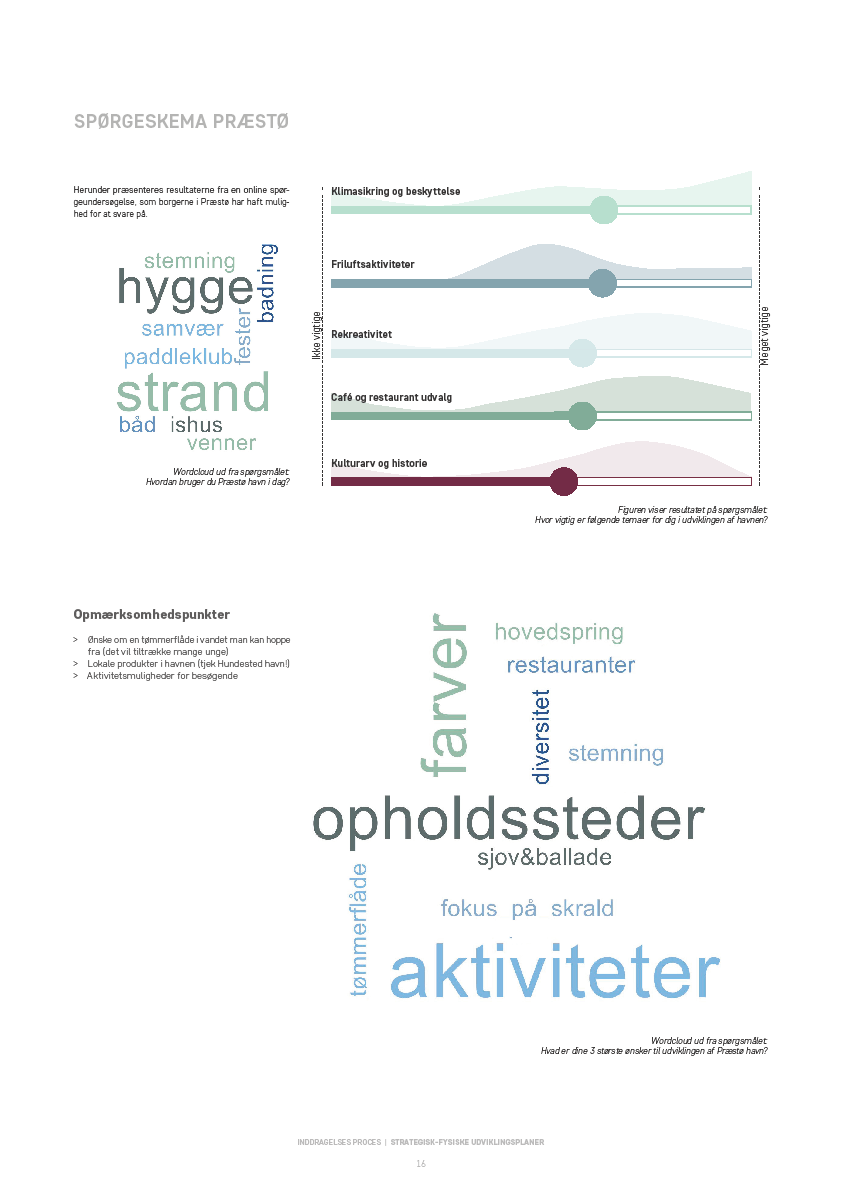 SPØRGESKEMA PRÆSTØ
Herunder præsenteres resultaterne fra en online spør-
geundersøgelse, som borgerne i Præstø har haft mulig-
hed for at svare på.
stemning
hygge
badning
samvær
fester
paddleklub
strand
båd ishus
venner
Wordcloud ud fra spørgsmålet:
Hvordan bruger du Præstø havn i dag?
Ikke vigtige
Klimasikring og beskyttelse
Friluftsaktiviteter
Rekreativitet
Café og restaurant udvalg
Kulturarv og historie
Meget vigtige
Figuren viser resultatet på spørgsmålet:
Hvor vigtig er følgende temaer for dig i udviklingen af havnen?
Opmærksomhedspunkter
> Ønske om en tømmerflåde i vandet man kan hoppe
fra (det vil tiltrække mange unge)
> Lokale produkter i havnen (tjek Hundested havn!)
> Aktivitetsmuligheder for besøgende
farver
hovedspring
restauranter
diversitet
stemning
opholdssteder
sjov&ballade
tømmerflåde
fokus på skrald
aktiviteter
Wordcloud ud fra spørgsmålet:
Hvad er dine 3 største ønsker til udviklingen af Præstø havn?
INDDRAGELSES PROCES | STRATEGISK-FYSISKE UDVIKLINGSPLANER
16